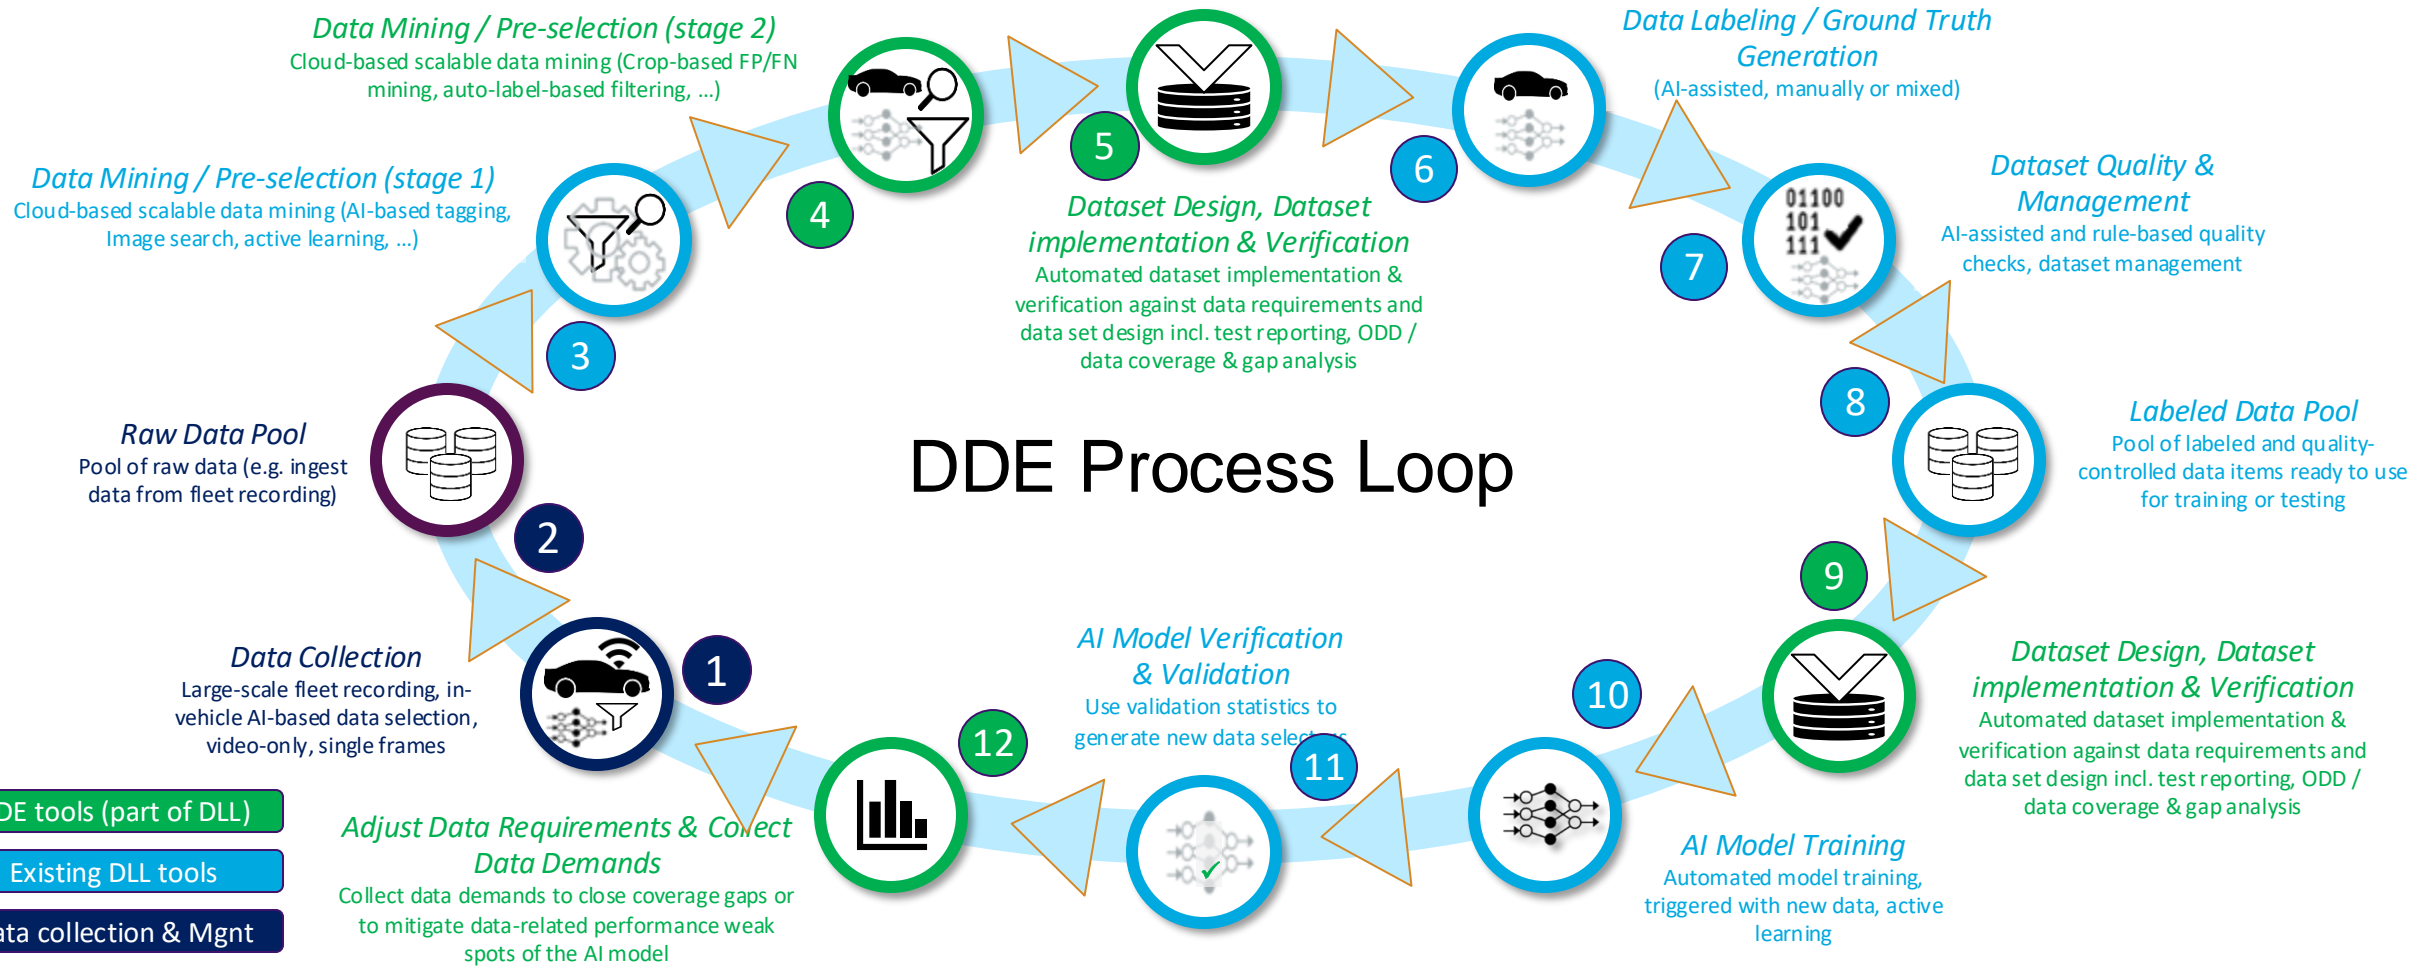 Data Mining / Pre-selection (stage 2)
Cloud-based scalable data mining (Crop-based FP/FN
mining, auto-label-based filtering, ...)
Data Labeling / Ground Truth
Generation
(AI-assisted, manually or mixed)
Data Mining / Pre-selection (stage 1)
Cloud-based scalable data mining (AI-based tagging,
Image search, active learning, ...)
4
5
6
Dataset Design, Dataset
implementation & Verification
Automated dataset implementation &
verification against data requirements and
data set design incl. test reporting, ODD /
data coverage & gap analysis
01100
101
111
7
Dataset Quality &
Management
AI-assisted and rule-based quality
checks, dataset management
3
8
Raw Data Pool
Pool of raw data (e.g. ingest
data from fleet recording)
DDE Process Loop
Labeled Data Pool
Pool of labeled and quality-
controlled data items ready to use
for training or testing
2
9
Data Collection
Large-scale fleet recording, in-
vehicle AI-based data selection,
video-only, single frames
1
AI Model Verification
& Validation
Use validation statistics to
generate new data
10
Dataset Design, Dataset
implementation & Verification
Automated dataset implementation &
verification against data requirements and
data set design incl. test reporting, ODD /
data coverage & gap analysis
12
11
DE tools (part of DLL)
Existing DLL tools
ata collection & Mgnt
Adjust Data Requirements & Collect
Data Demands
Collect data demands to close coverage gaps or
to mitigate data-related performance weak
spots of the AI model
AI Model Training
Automated model training,
triggered with new data, active
learning